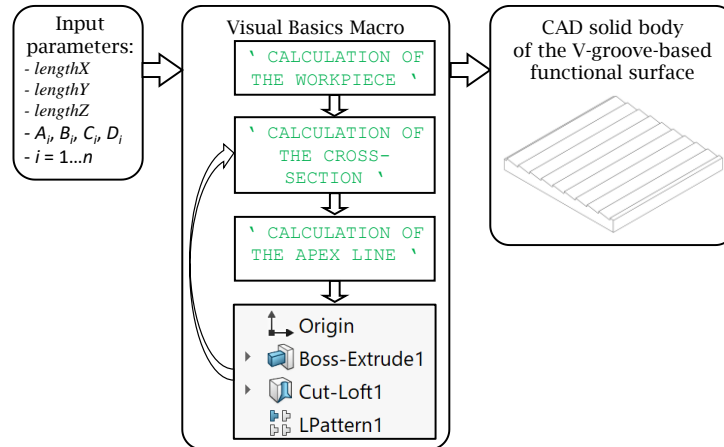 Input
parameters:
- lengthX
- lengthY
- lengthZ
- Ai, Bi, Ci, Di
- i = 1...n
Visual Basics Macro
‘ CALCULATION OF
THE WORKPIECE ‘
‘ CALCULATION OF
THE CROSS-
SECTION ‘
‘ CALCULATION OF
THE APEX LINE ‘
Origin
Boss-Extrude1
Cut-Loft1
LPattern1
CAD solid body
of the V-groove-based
functional surface